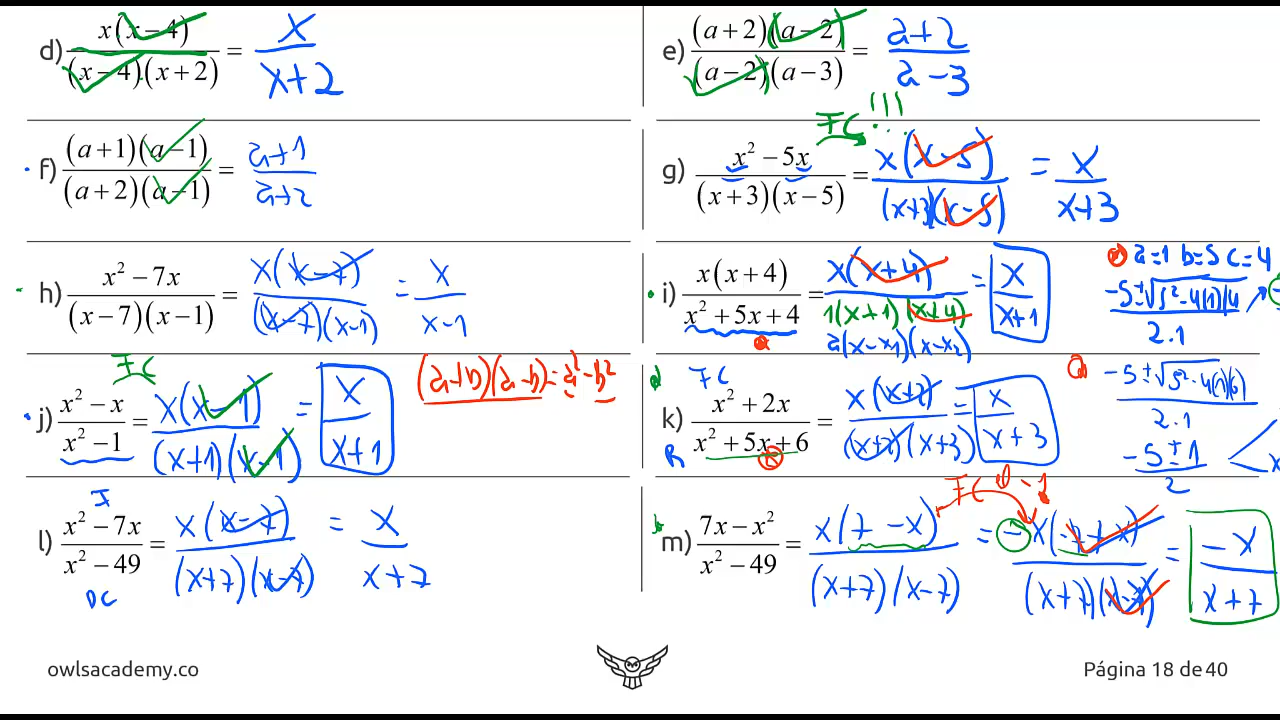 d) x(x−4) / (x−4)(x+2) = x / x+2
e) (a+2)(a−2) / (a−2)(a−3) = a+2 / a−3
f) (a+1)(a−1) / (a+2)(a−1) = a+1 / a+2
FC !!!
g) x² − 5x / (x+3)(x−5) = x(x−5) / (x+3)(x−5) = x / x+3
h) x² − 7x / (x−7)(x−1) = x(x−7) / (x−7)(x−1) = x / x−1
i) x(x+4) / x² + 5x + 4 = x(x+4) / 1(x+1)(x+4) = x / x+1
a(x−x₁)(x−x₂)
a=1 b=5 c=4
−5±√5²−4(1)(4 / 2.1
FC
j) x² − x / x² − 1 = x(x−1) / (x+1)(x−1) = x / x+1
(a+b)(a−b)=a²−b²
FC
k) x² + 2x / x² + 5x + 6 = x(x+2) / (x+2)(x+3) = x / x+3
R
−5±√5²−4(1)(6) / 2.1
−5±1 / 2
x
l) x² − 7x / x² − 49 = x(x−7) / (x+7)(x−7) = x / x+7
DC
FC −1
m) 7x − x² / x² − 49 = x(7−x) / (x+7)(x−7) = −x(−7+x) / (x+7)(x−7) = −x / x+7
owlsacademy.co
Página 18 de 40